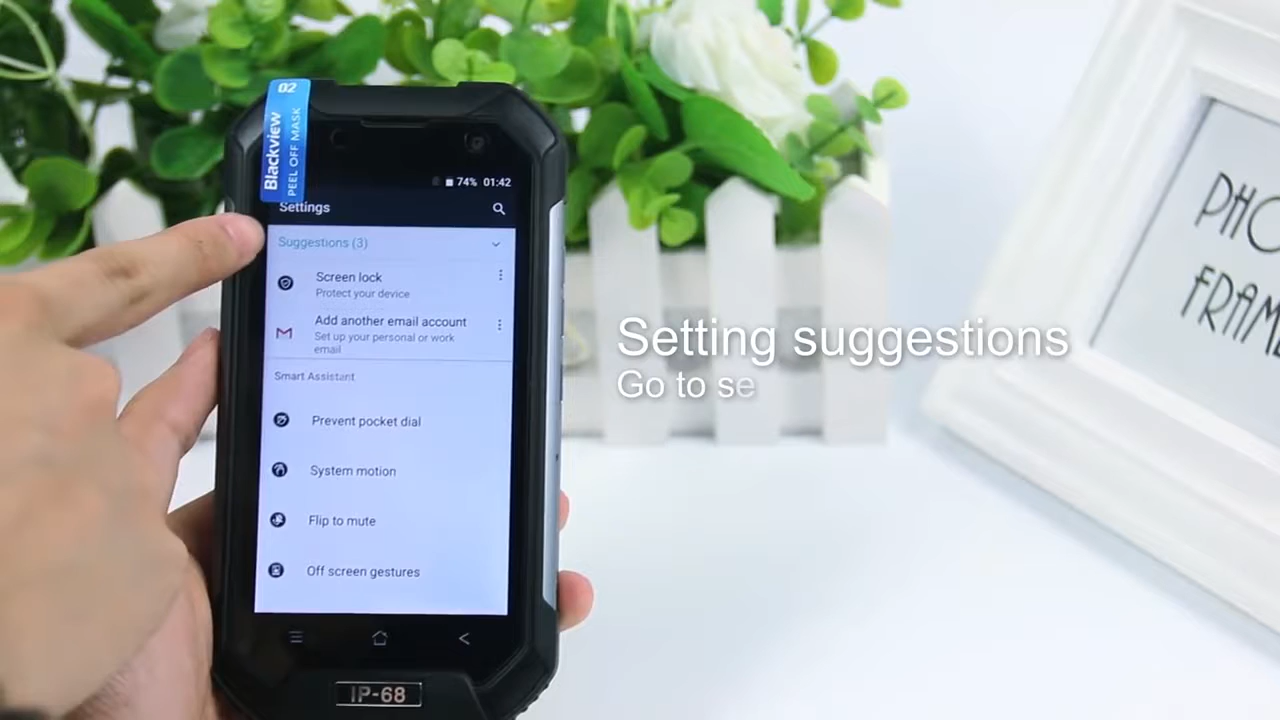 02
Blackview
PEEL OFF MASK
74% 01:42
Settings
Suggestions (3)
Screen lock
Protect your device
Add another email account
Set up your personal or work
email
Smart Assistant
Prevent pocket dial
System motion
Flip to mute
Off screen gestures
IP-68
Setting suggestions
Go to se
PHO
FRAM